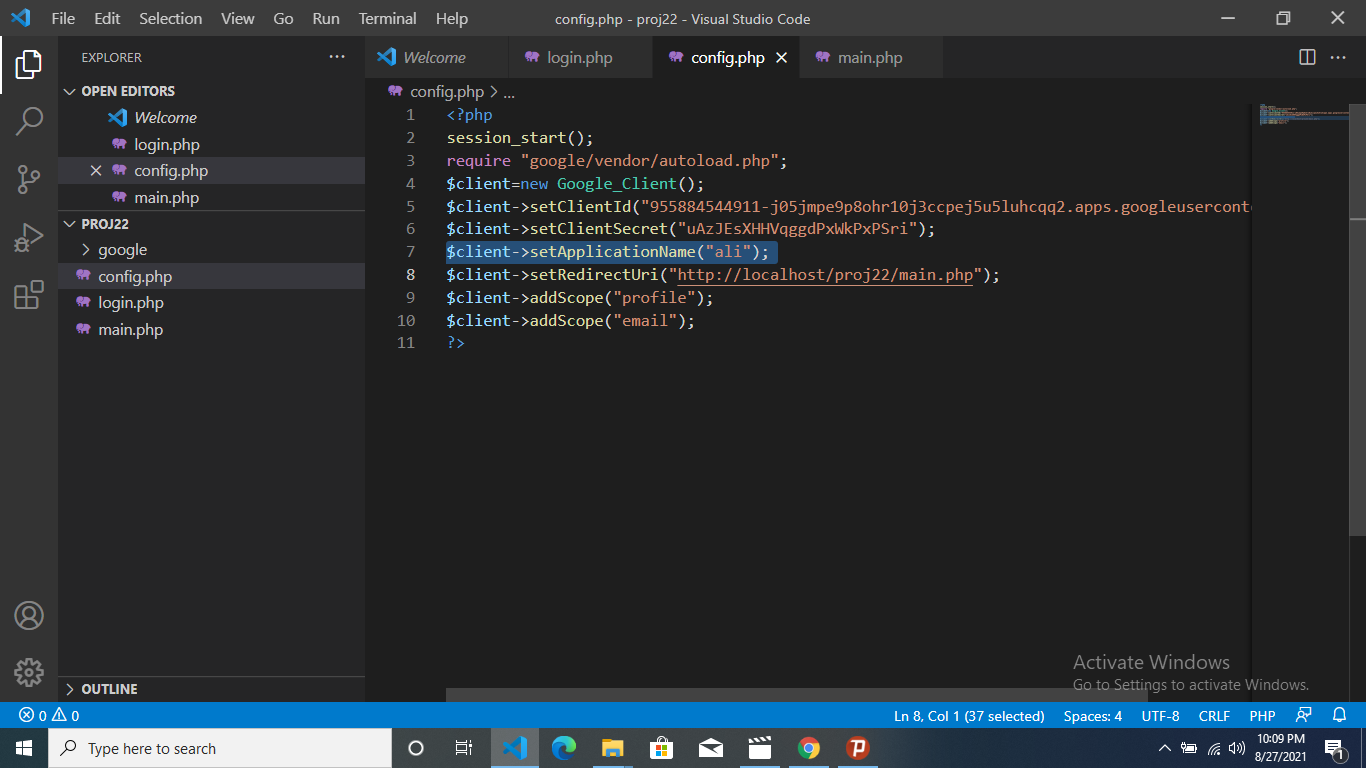 File Edit Selection View Go Run Terminal Help config.php - proj22 - Visual Studio Code
EXPLORER
OPEN EDITORS
Welcome
login.php
config.php
main.php
PROJ22
google
config.php
login.php
main.php
OUTLINE
Welcome login.php config.php main.php
config.php > ...
1 <?php
2 session_start();
3 require "google/vendor/autoload.php";
4 $client=new Google_Client();
5 $client->setClientId("955884544911-j05jmpe9p8ohr10j3ccpej5u5luhcqq2.apps.googleuserconte
6 $client->setClientSecret("uAzJEsXHHVqggdPxWkPxPSri");
7 $client->setApplicationName("ali");
8 $client->setRedirectUri("http://localhost/proj22/main.php");
9 $client->addScope("profile");
10 $client->addScope("email");
11 ?>
Activate Windows
Go to Settings to activate Windows.
0 0 Ln 8, Col 1 (37 selected) Spaces: 4 UTF-8 CRLF PHP
Type here to search
10:09 PM
8/27/2021
1